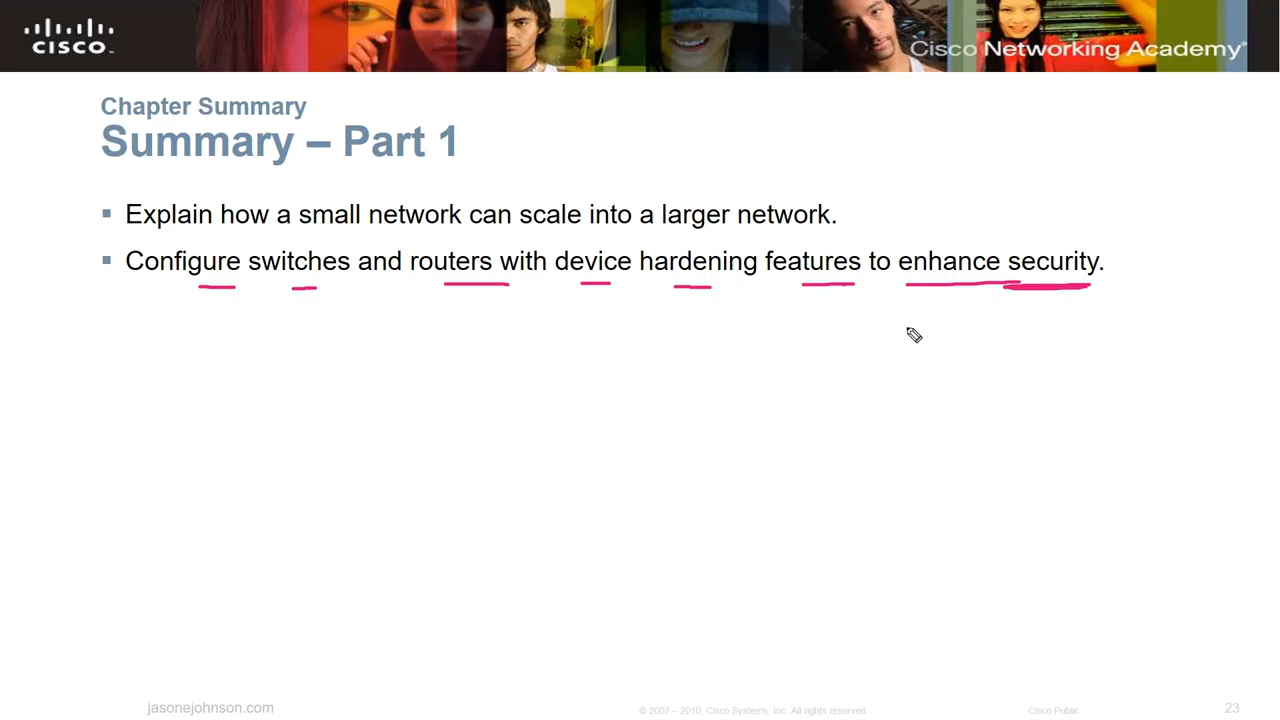 CISCO
Cisco Networking Academy
Chapter Summary
Summary – Part 1
Explain how a small network can scale into a larger network.
Configure switches and routers with device hardening features to enhance security.
jasonejohnson.com
© 2007 – 2010, Cisco Systems, Inc. All rights reserved.
Cisco Public
23